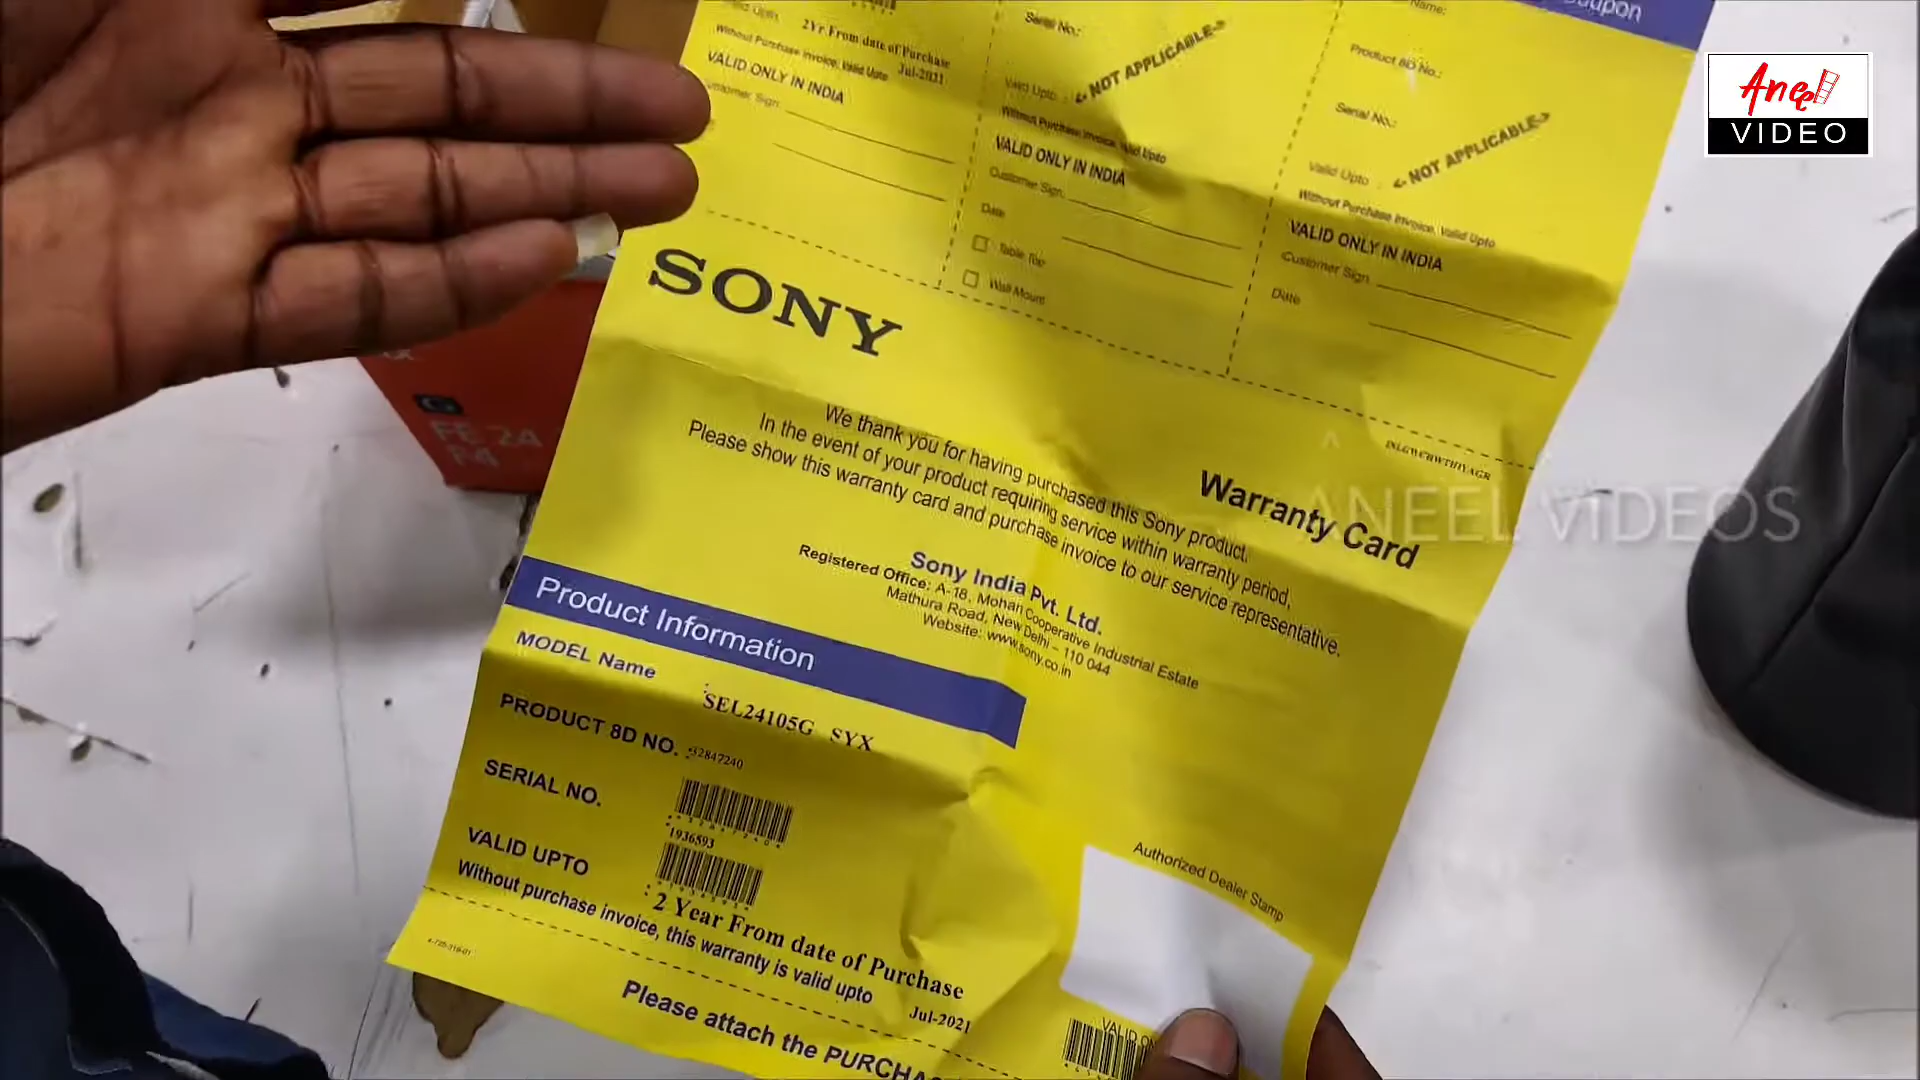 Coupon
2Yr.From date of Purchase
Without Purchase Invoice, Valid Upto Jul-2021
VALID ONLY IN INDIA
Customer Sign.
Serial No.:
Valid Upto :
<-NOT APPLICABLE->
Without Purchase Invoice, Valid Upto
VALID ONLY IN INDIA
Customer Sign.
Date
Table Top
Wall Mount
Name:
Product 8D No.:
Serial No.:
Valid Upto :
<-NOT APPLICABLE->
Without Purchase Invoice, Valid Upto
VALID ONLY IN INDIA
Customer Sign.
Date
SONY
Warranty Card
We thank you for having purchased this Sony product.
In the event of your product requiring service within warranty period,
Please show this warranty card and purchase invoice to our service representative.
Sony India Pvt. Ltd.
Registered Office: A-18, Mohan Cooperative Industrial Estate
Mathura Road, New Delhi – 110 044
Website: www.sony.co.in
Product Information
MODEL Name : SEL24105G SYX
PRODUCT 8D NO. : 32847240
SERIAL NO.
1936593
VALID UPTO
2 Year From date of Purchase
Without purchase invoice, this warranty is valid upto Jul-2021
Authorized Dealer Stamp
Please attach the
VALID
FE 24
F4
G
Aneel
VIDEO
ANEEL ViDEOS